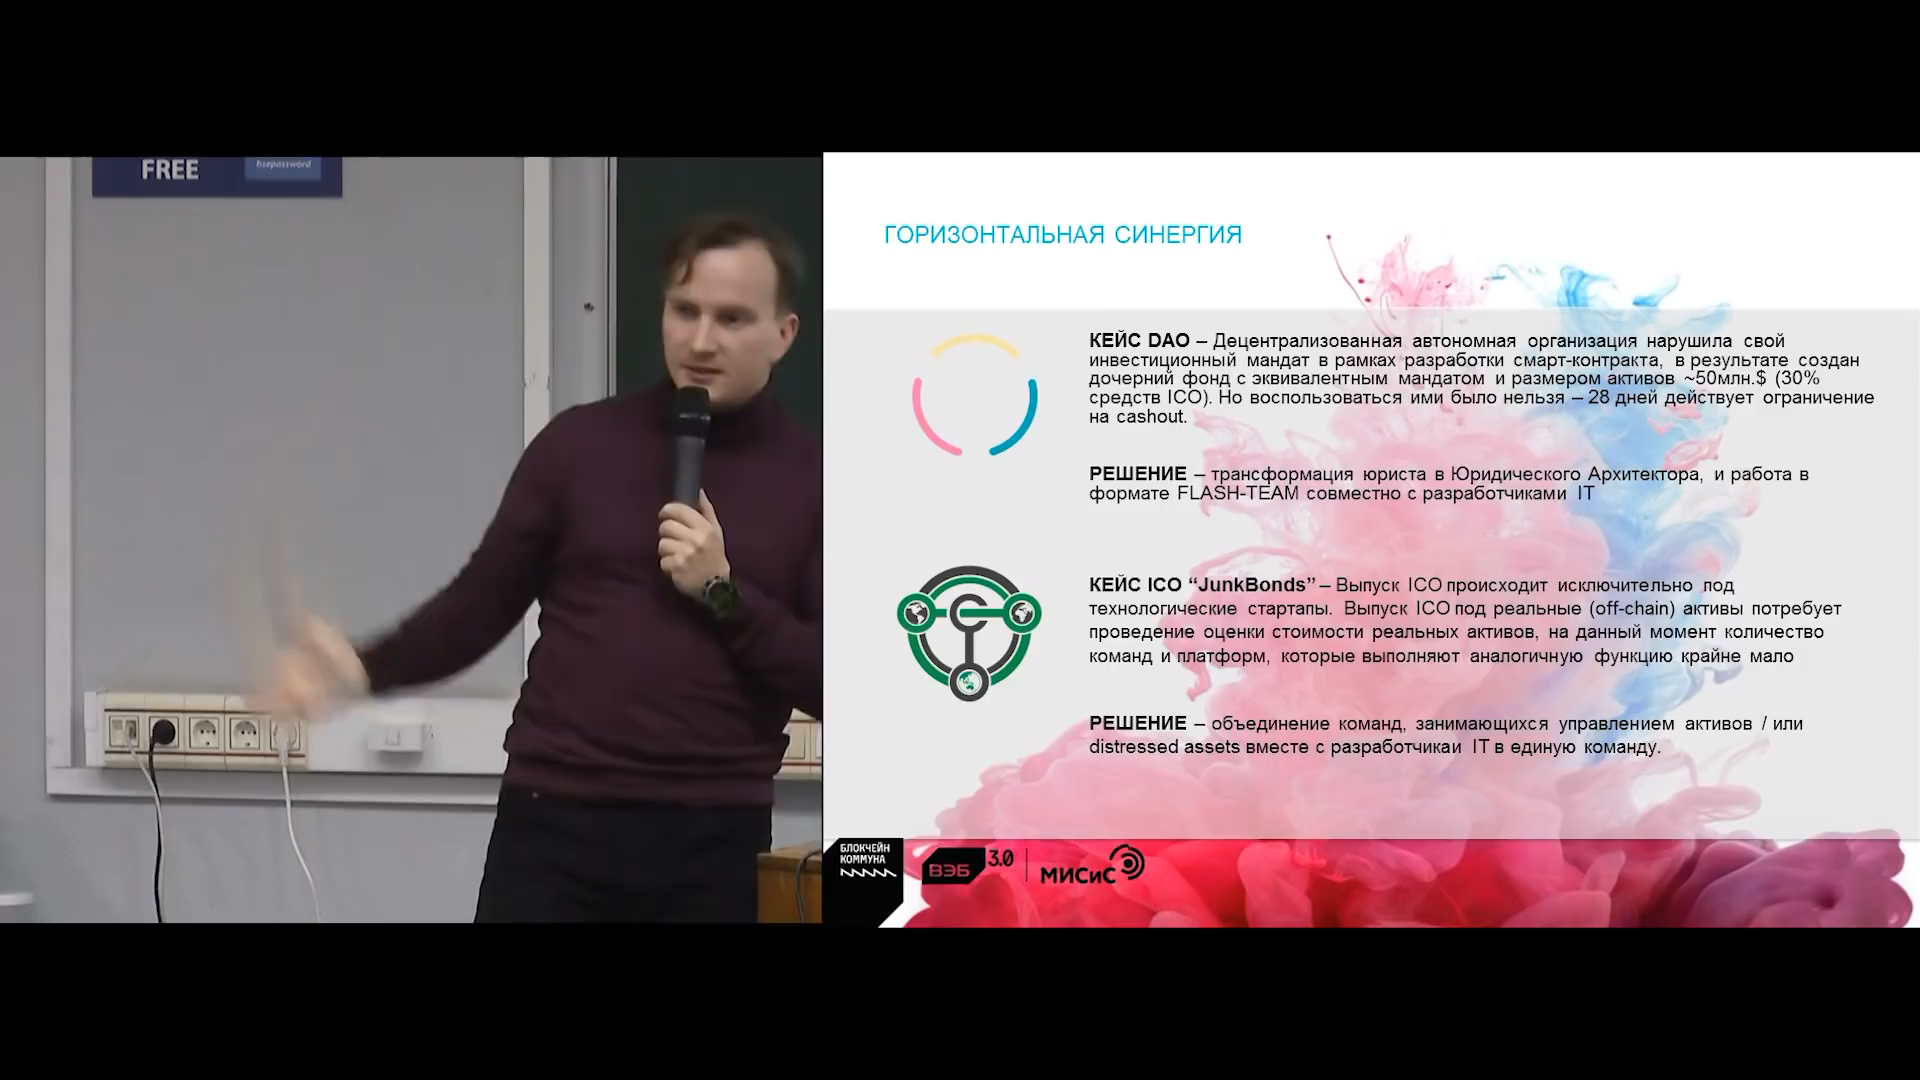 FREE
hsepassword
ГОРИЗОНТАЛЬНАЯ СИНЕРГИЯ
КЕЙС DAO – Децентрализованная автономная организация нарушила свой
инвестиционный мандат в рамках разработки смарт-контракта, в результате создан
дочерний фонд с эквивалентным мандатом и размером активов ~50млн.$ (30%
средств ICO). Но воспользоваться ими было нельзя – 28 дней действует ограничение
на cashout.
РЕШЕНИЕ – трансформация юриста в Юридического Архитектора, и работа в
формате FLASH-TEAM совместно с разработчиками IT
КЕЙС ICO “JunkBonds” – Выпуск ICO происходит исключительно под
технологические стартапы. Выпуск ICO под реальные (off-chain) активы потребует
проведение оценки стоимости реальных активов, на данный момент количество
команд и платформ, которые выполняют аналогичную функцию крайне мало
РЕШЕНИЕ – объединение команд, занимающихся управлением активов / или
distressed assets вместе с разработчикаи IT в единую команду.
БЛОКЧЕЙН
КОММУНА
ВЭБ 3.0
МИСиС